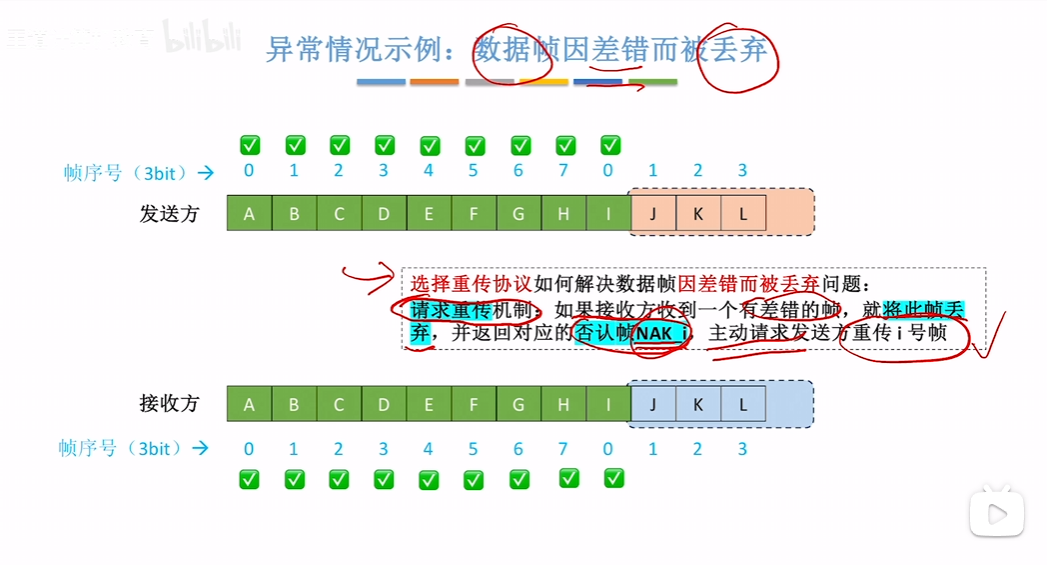 bilibili
异常情况示例：数据帧因差错而被丢弃
0 1 2 3 4 5 6 7 0 1 2 3
帧序号（3bit）→
发送方 A B C D E F G H I J K L
选择重传协议如何解决数据帧因差错而被丢弃问题：
请求重传机制：如果接收方收到一个有差错的帧，就将此帧丢
弃，并返回对应的否认帧NAK i，主动请求发送方重传 i 号帧
接收方 A B C D E F G H I J K L
帧序号（3bit）→ 0 1 2 3 4 5 6 7 0 1 2 3